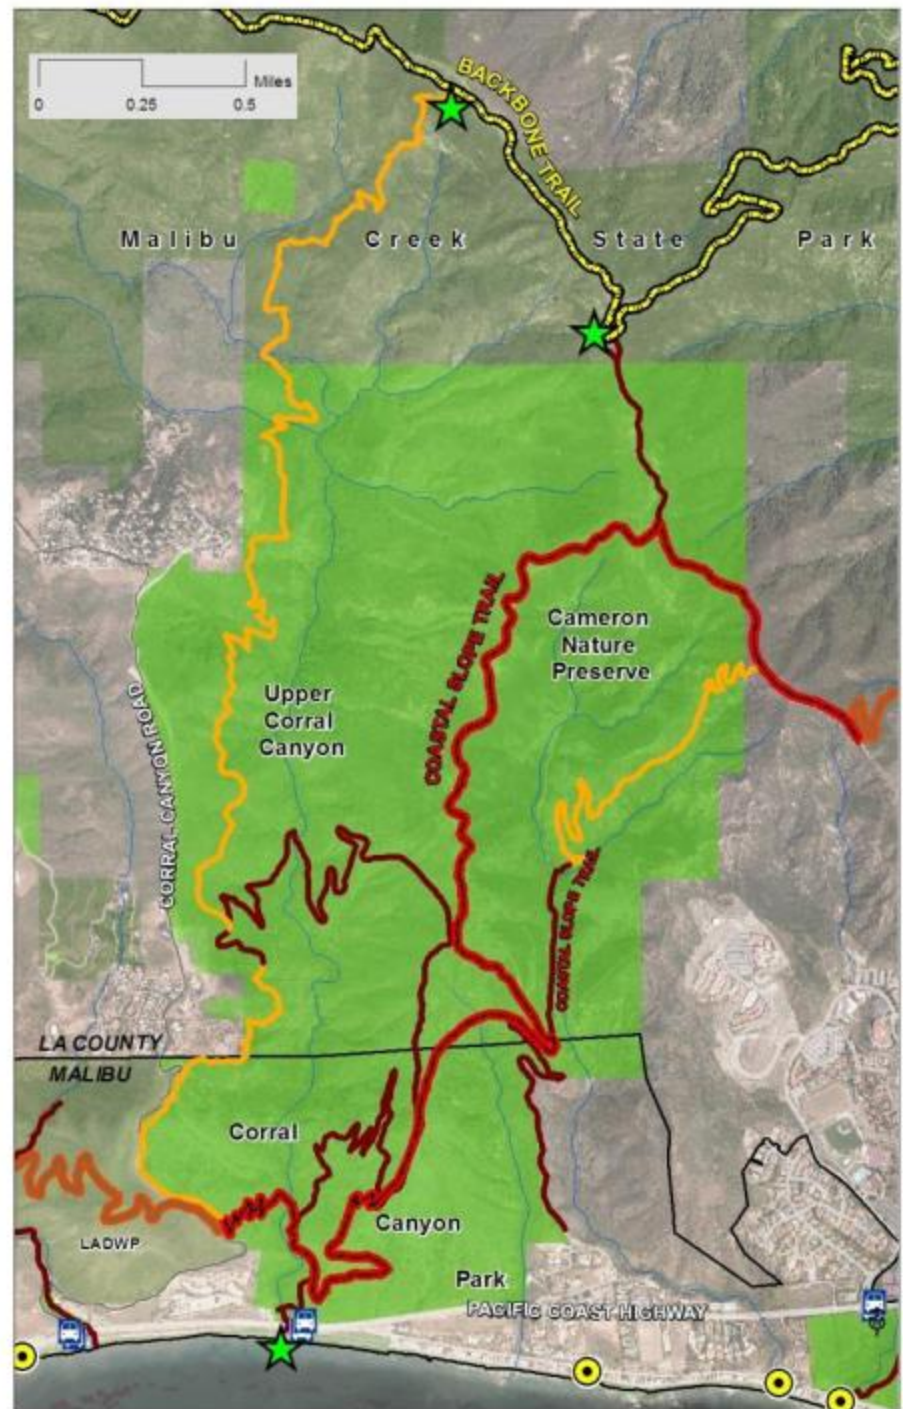 Miles
0 0.25 0.5
BACKBONE TRAIL
Malibu Creek State Park
COASTAL SLOPE TRAIL
Cameron
Nature
Preserve
Upper
Corral
Canyon
CORRAL CANYON ROAD
COASTAL SLOPE TRAIL
LA COUNTY
MALIBU
Corral
Canyon
Park
LADWP
PACIFIC COAST HIGHWAY